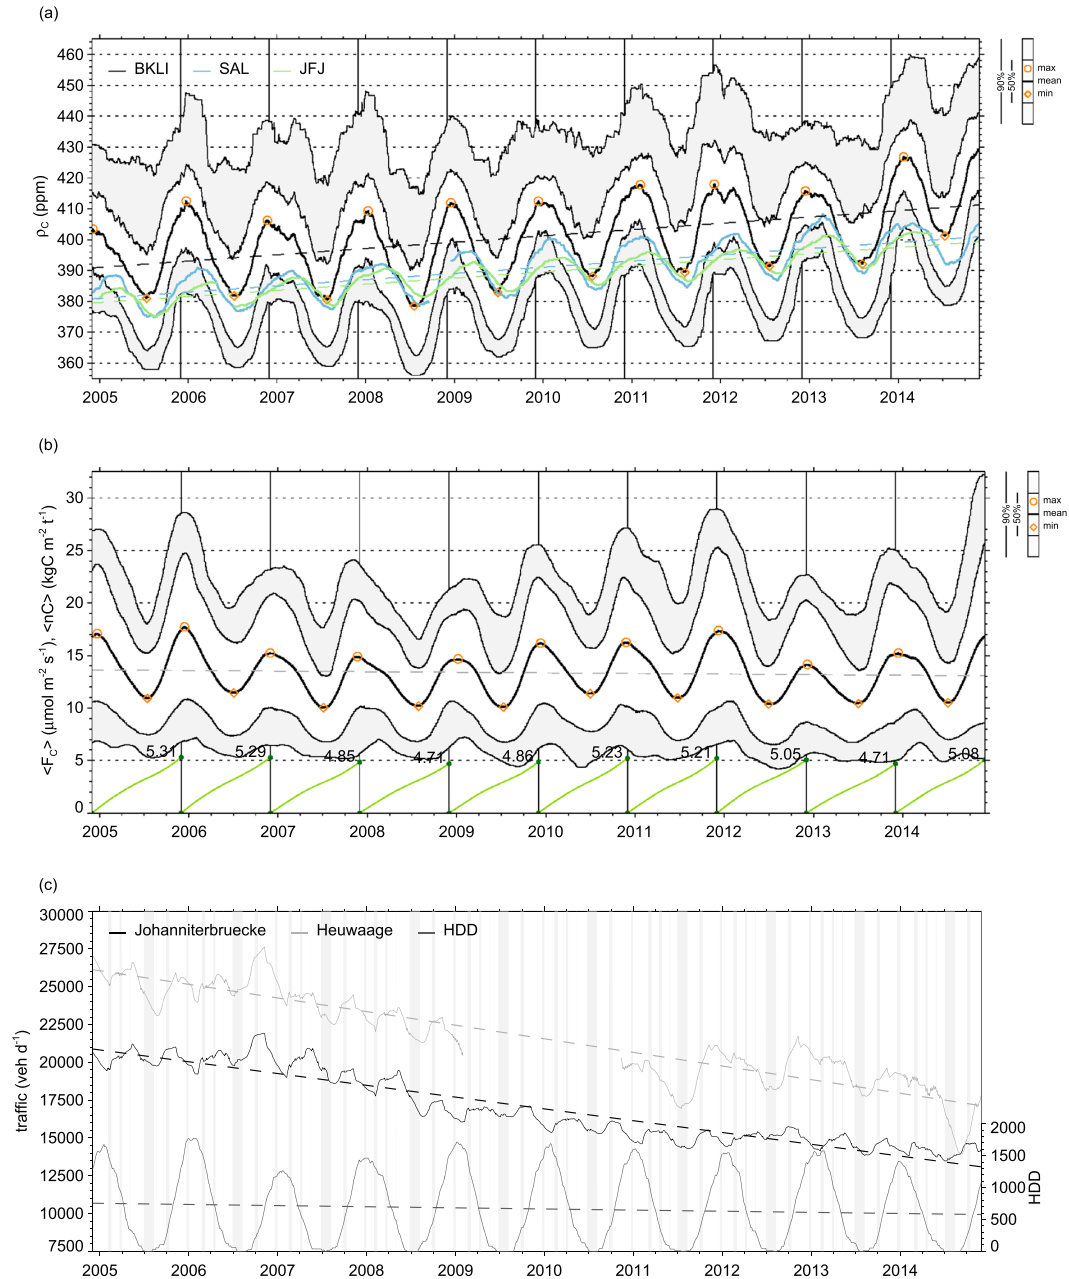 (a)
460
450
440
430
420
410
400
390
380
370
360
ρC (ppm)
BKLI SAL JFJ
90%
50%
max
mean
min
2005 2006 2007 2008 2009 2010 2011 2012 2013 2014
(b)
30
25
20
15
10
5
0
<FC> (μmol m-2 s-1), <nC> (kgC m-2 t-1)
90%
50%
max
mean
min
5.31 5.29 4.85 4.71 4.86 5.23 5.21 5.05 4.71 5.08
2005 2006 2007 2008 2009 2010 2011 2012 2013 2014
(c)
30000
27500
25000
22500
20000
17500
15000
12500
10000
7500
traffic (veh d-1)
Johanniterbruecke Heuwaage HDD
2000
1500
1000
500
0
HDD
2005 2006 2007 2008 2009 2010 2011 2012 2013 2014